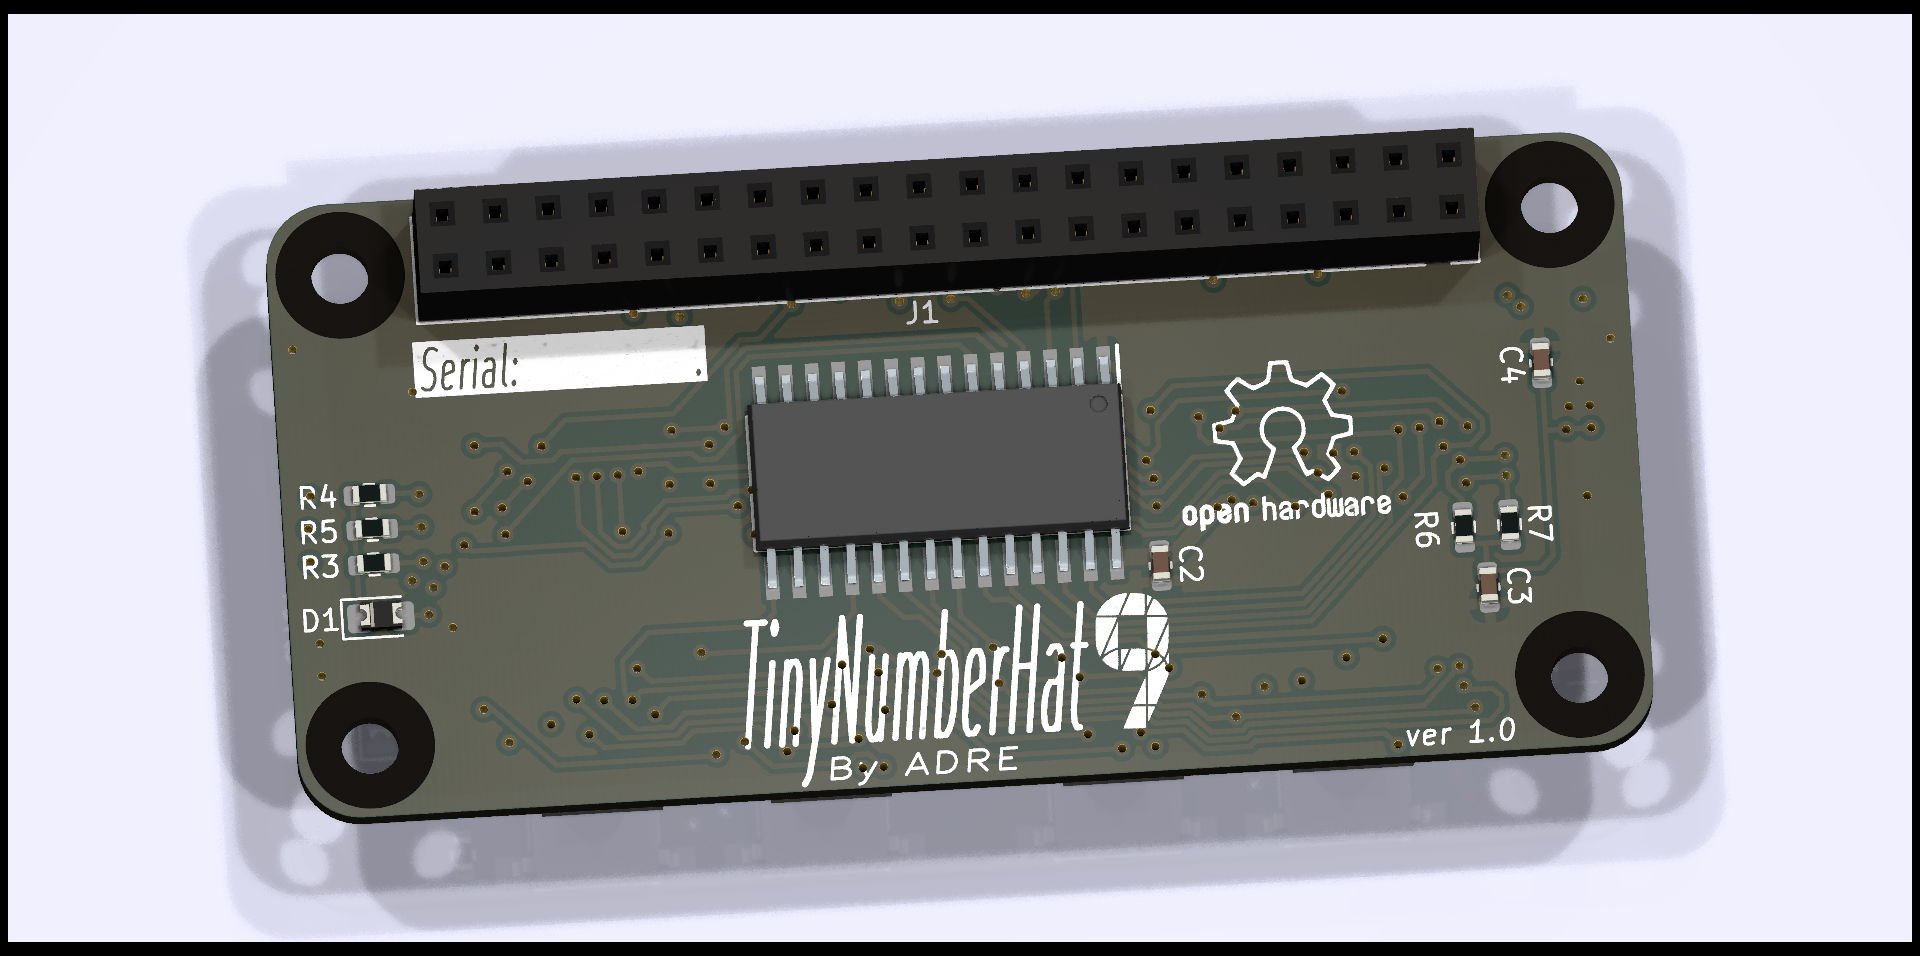 J1
Serial:
C4
R4
R5
R3
D1
open hardware
R6
R7
C2
C3
TinyNumberHat 9
By ADRE
ver 1.0